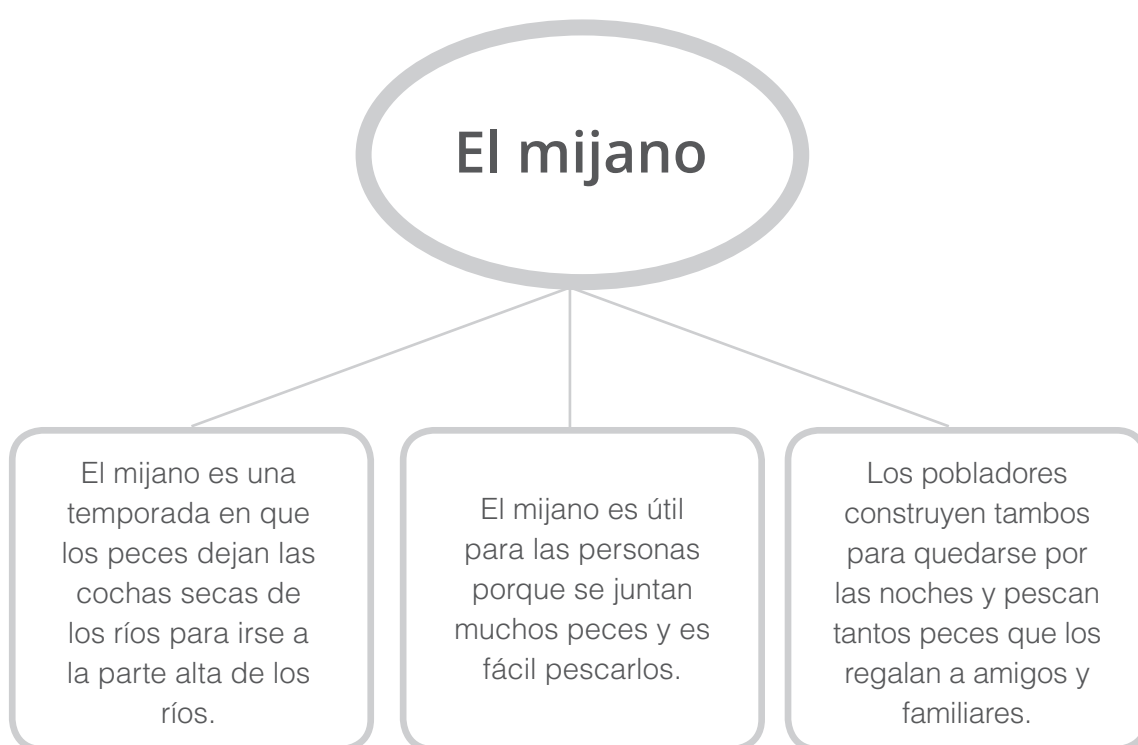 El mijano
El mijano es una
temporada en que
los peces dejan las
cochas secas de
los ríos para irse a
la parte alta de los
ríos.
El mijano es útil
para las personas
porque se juntan
muchos peces y es
fácil pescarlos.
Los pobladores
construyen tambos
para quedarse por
las noches y pescan
tantos peces que los
regalan a amigos y
familiares.